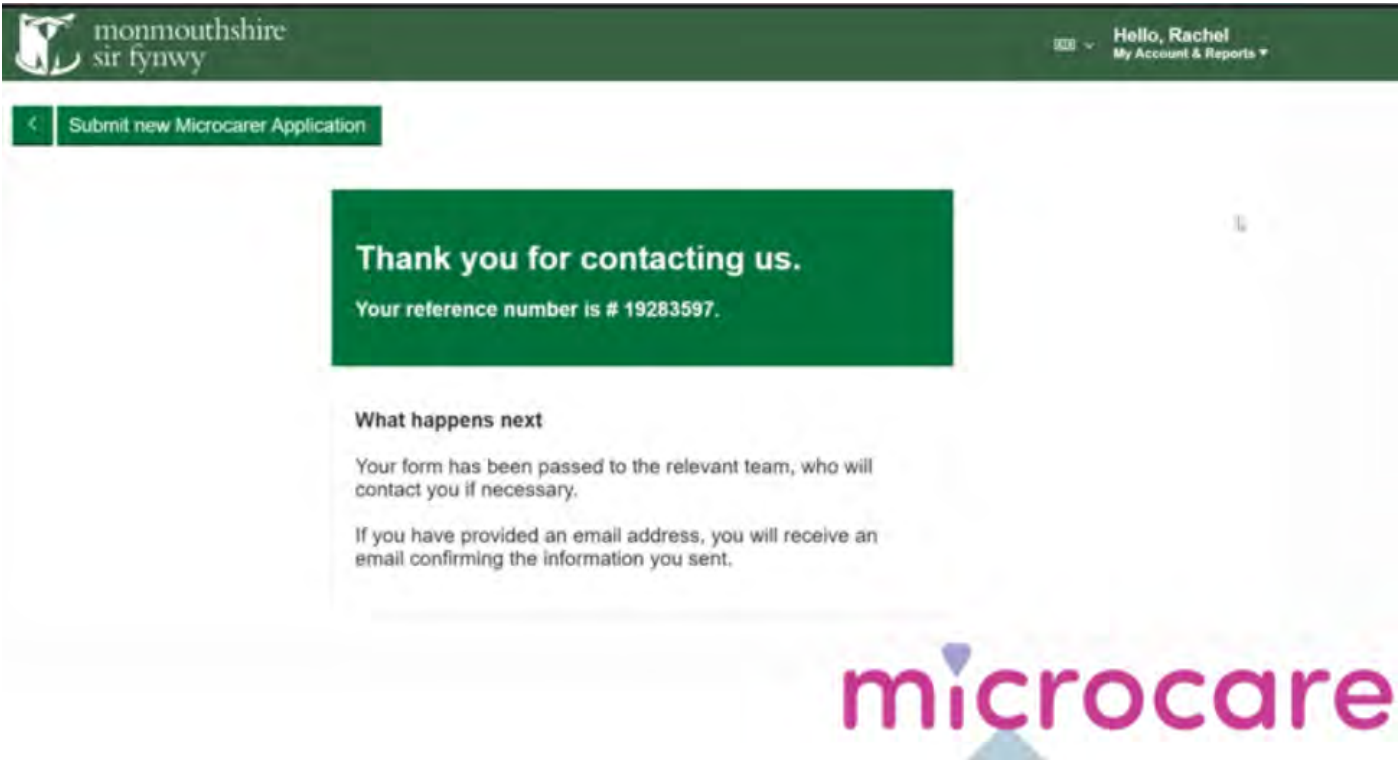 monmouthshire
sir fynwy
Hello, Rachel
My Account & Reports
Submit new Microcarer Application
Thank you for contacting us.
Your reference number is # 19283597.
What happens next
Your form has been passed to the relevant team, who will
contact you if necessary.
If you have provided an email address, you will receive an
email confirming the information you sent.
microcare